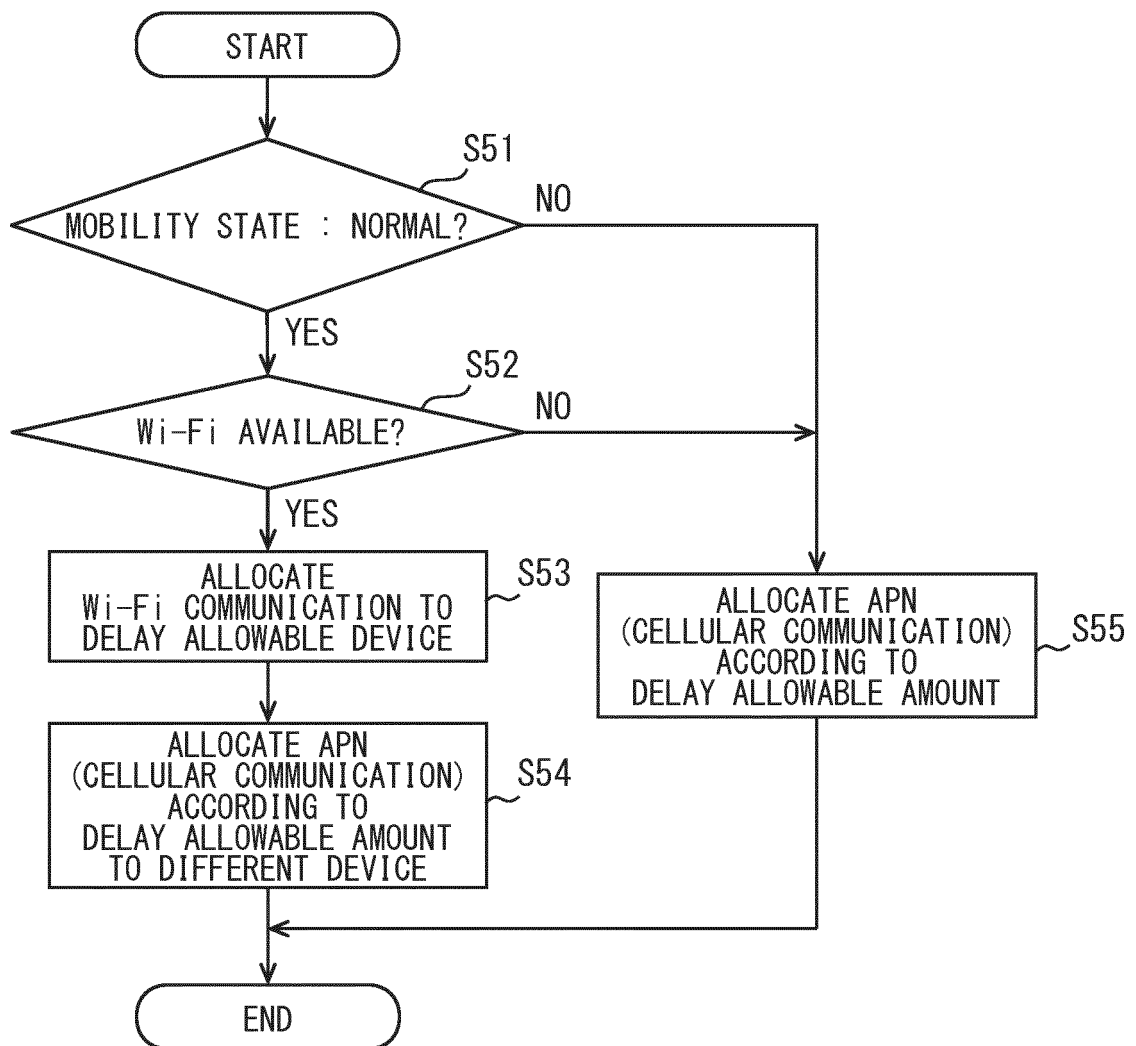 START
S51
MOBILITY STATE : NORMAL?
NO
YES
S52
Wi-Fi AVAILABLE?
NO
YES
ALLOCATE
Wi-Fi COMMUNICATION TO
DELAY ALLOWABLE DEVICE
S53
ALLOCATE APN
(CELLULAR COMMUNICATION)
ACCORDING TO
DELAY ALLOWABLE AMOUNT
S55
ALLOCATE APN
(CELLULAR COMMUNICATION)
ACCORDING TO
DELAY ALLOWABLE AMOUNT
TO DIFFERENT DEVICE
S54
END